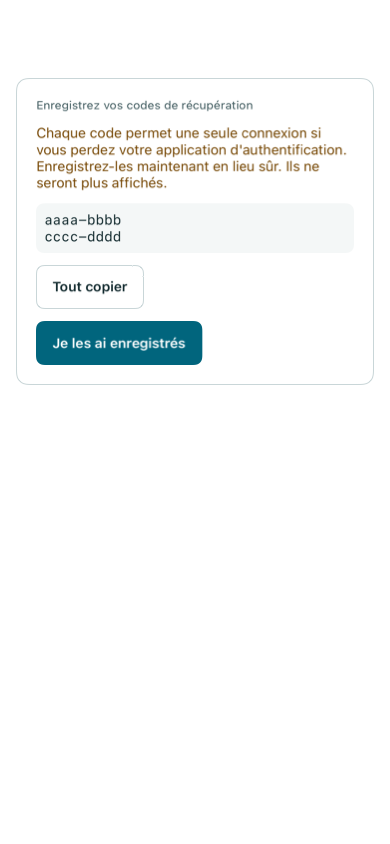 Enregistrez vos codes de récupération
Chaque code permet une seule connexion si
vous perdez votre application d'authentification.
Enregistrez-les maintenant en lieu sûr. Ils ne
seront plus affichés.
aaaa-bbbb
cccc-dddd
Tout copier
Je les ai enregistrés